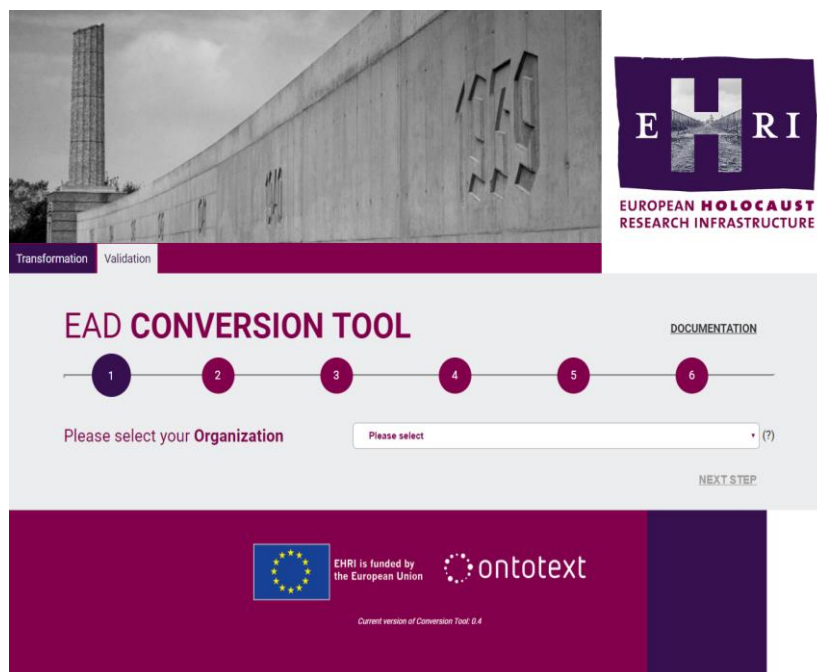 1939
E H RI
EUROPEAN HOLOCAUST
RESEARCH INFRASTRUCTURE
Transformation Validation
EAD CONVERSION TOOL
DOCUMENTATION
1 2 3 4 5 6
Please select your Organization
Please select
(?)
NEXT STEP
EHRI is funded by
the European Union
ontotext
Current version of Conversion Tool: 0.4